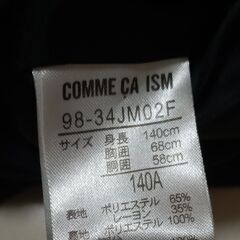 COMME ÇA ISM
98-34JM02F
サイズ 身長 140cm
胸囲 68cm
胴囲 58cm
140A
表地 ポリエステル 65%
レーヨン 35%
裏地 ポリエステル 100%